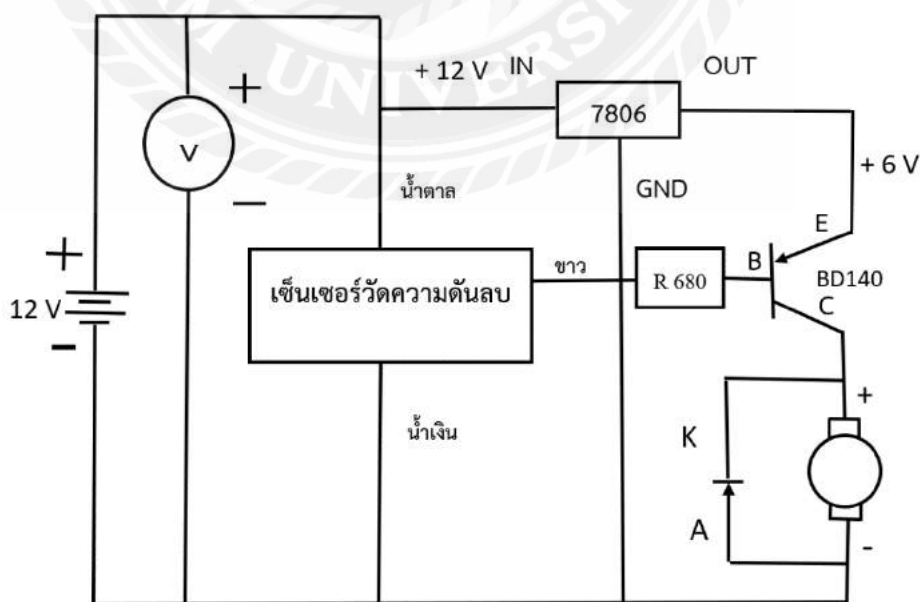 M UNIVERSI
+ 12 V IN
OUT
7806
+
V
−
น้ำตาล
GND
+ 6 V
E
+
12 V
−
เซ็นเซอร์วัดความดันลบ
ขาว
R 680
B
BD140
C
น้ำเงิน
+
K
A
-